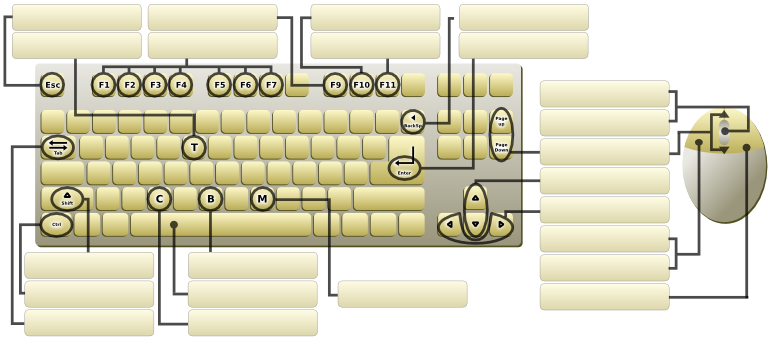 Esc F1 F2 F3 F4 F5 F6 F7 F9 F10 F11
BackSp Page up
Tab T Page Down
Enter
Shift C B M
Ctrl